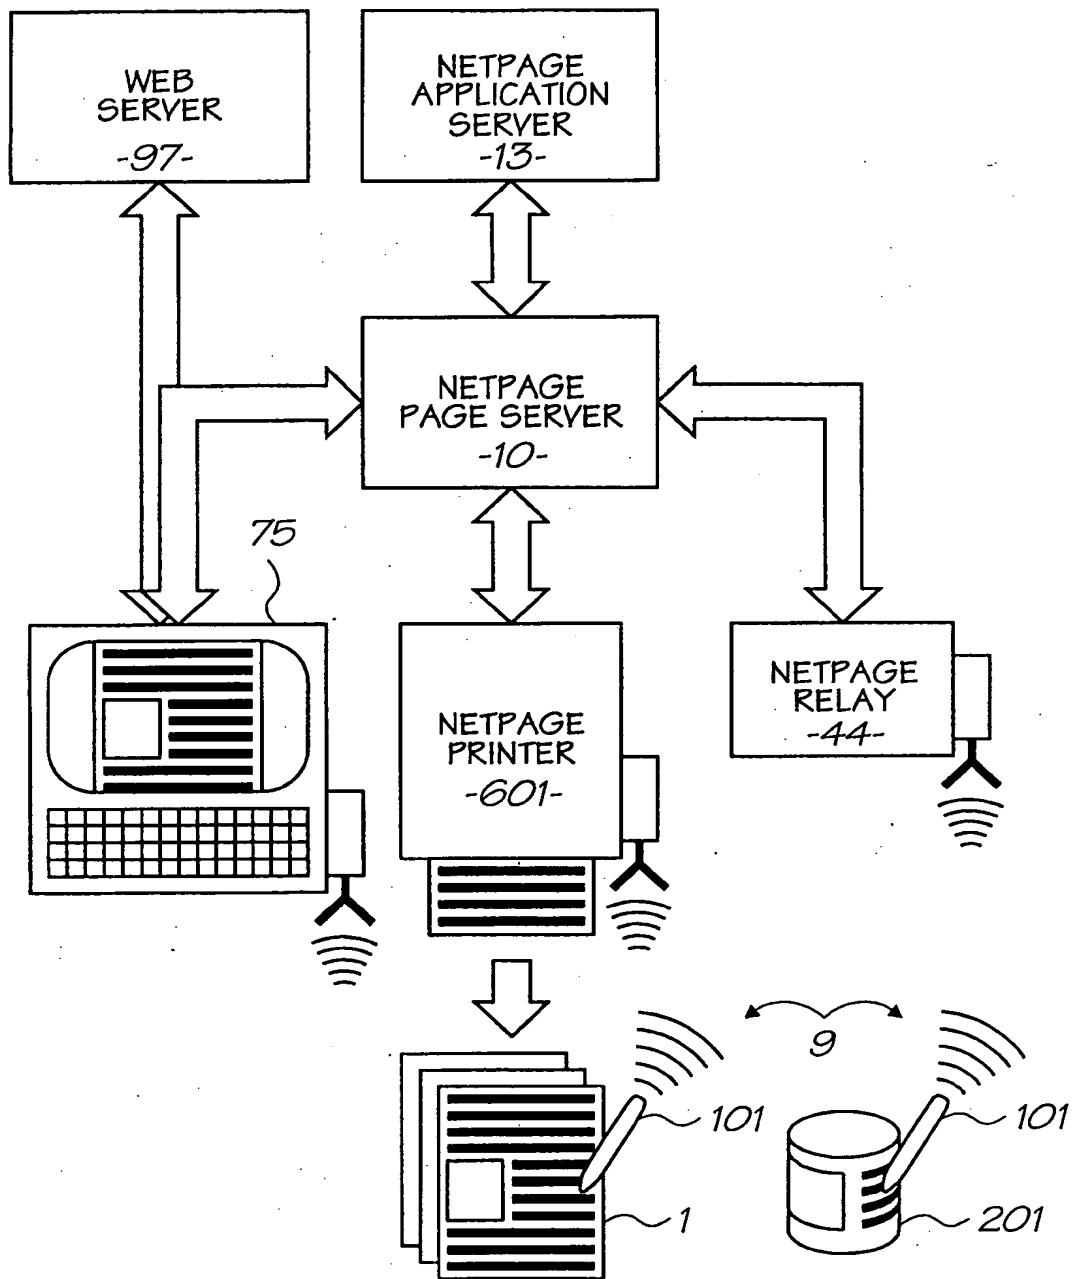 WEB
SERVER
-97-
NETPAGE
APPLICATION
SERVER
-13-
NETPAGE
PAGE SERVER
-10-
75
NETPAGE
PRINTER
-601-
NETPAGE
RELAY
-44-
9
101
101
1
201